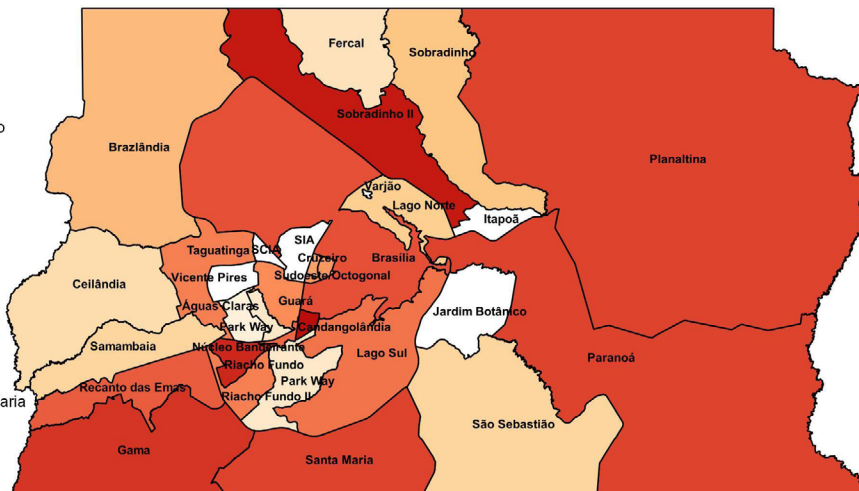 Fercal
Sobradinho
Sobradinho II
o
Brazlândia
Planaltina
Varjão
Lago Norte
Itapoã
SIA
Taguatinga
SCIA
Cruzeiro
Brasília
Vicente Pires
Sudoeste/Octogonal
Ceilândia
Guará
Águas Claras
Jardim Botânico
Park Way
Candangolândia
Samambaia
Núcleo Bandeirante
Lago Sul
Paranoá
Riacho Fundo
Park Way
Recanto das Emas
Riacho Fundo II
aria
São Sebastião
Gama
Santa Maria